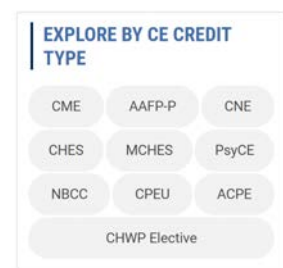 EXPLORE BY CE CREDIT
TYPE
CME AAFP-P CNE
CHES MCHES PsyCE
NBCC CPEU ACPE
CHWP Elective